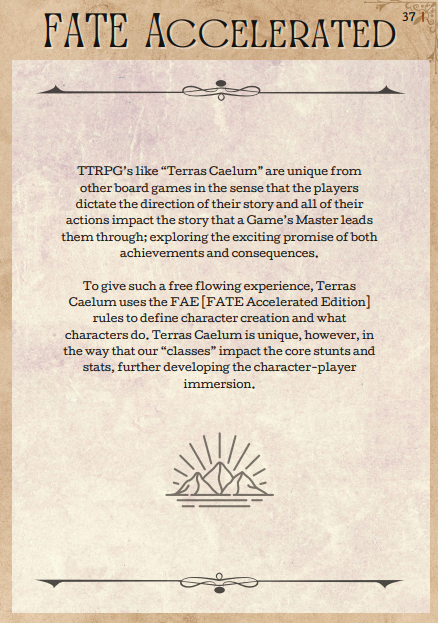 FATE ACCELERATED
37
TTRPG's like "Terras Caelum" are unique from
other board games in the sense that the players
dictate the direction of their story and all of their
actions impact the story that a Game's Master leads
them through; exploring the exciting promise of both
achievements and consequences.
To give such a free flowing experience, Terras
Caelum uses the FAE [FATE Accelerated Edition]
rules to define character creation and what
characters do. Terras Caelum is unique, however, in
the way that our "classes" impact the core stunts and
stats, further developing the character-player
immersion.